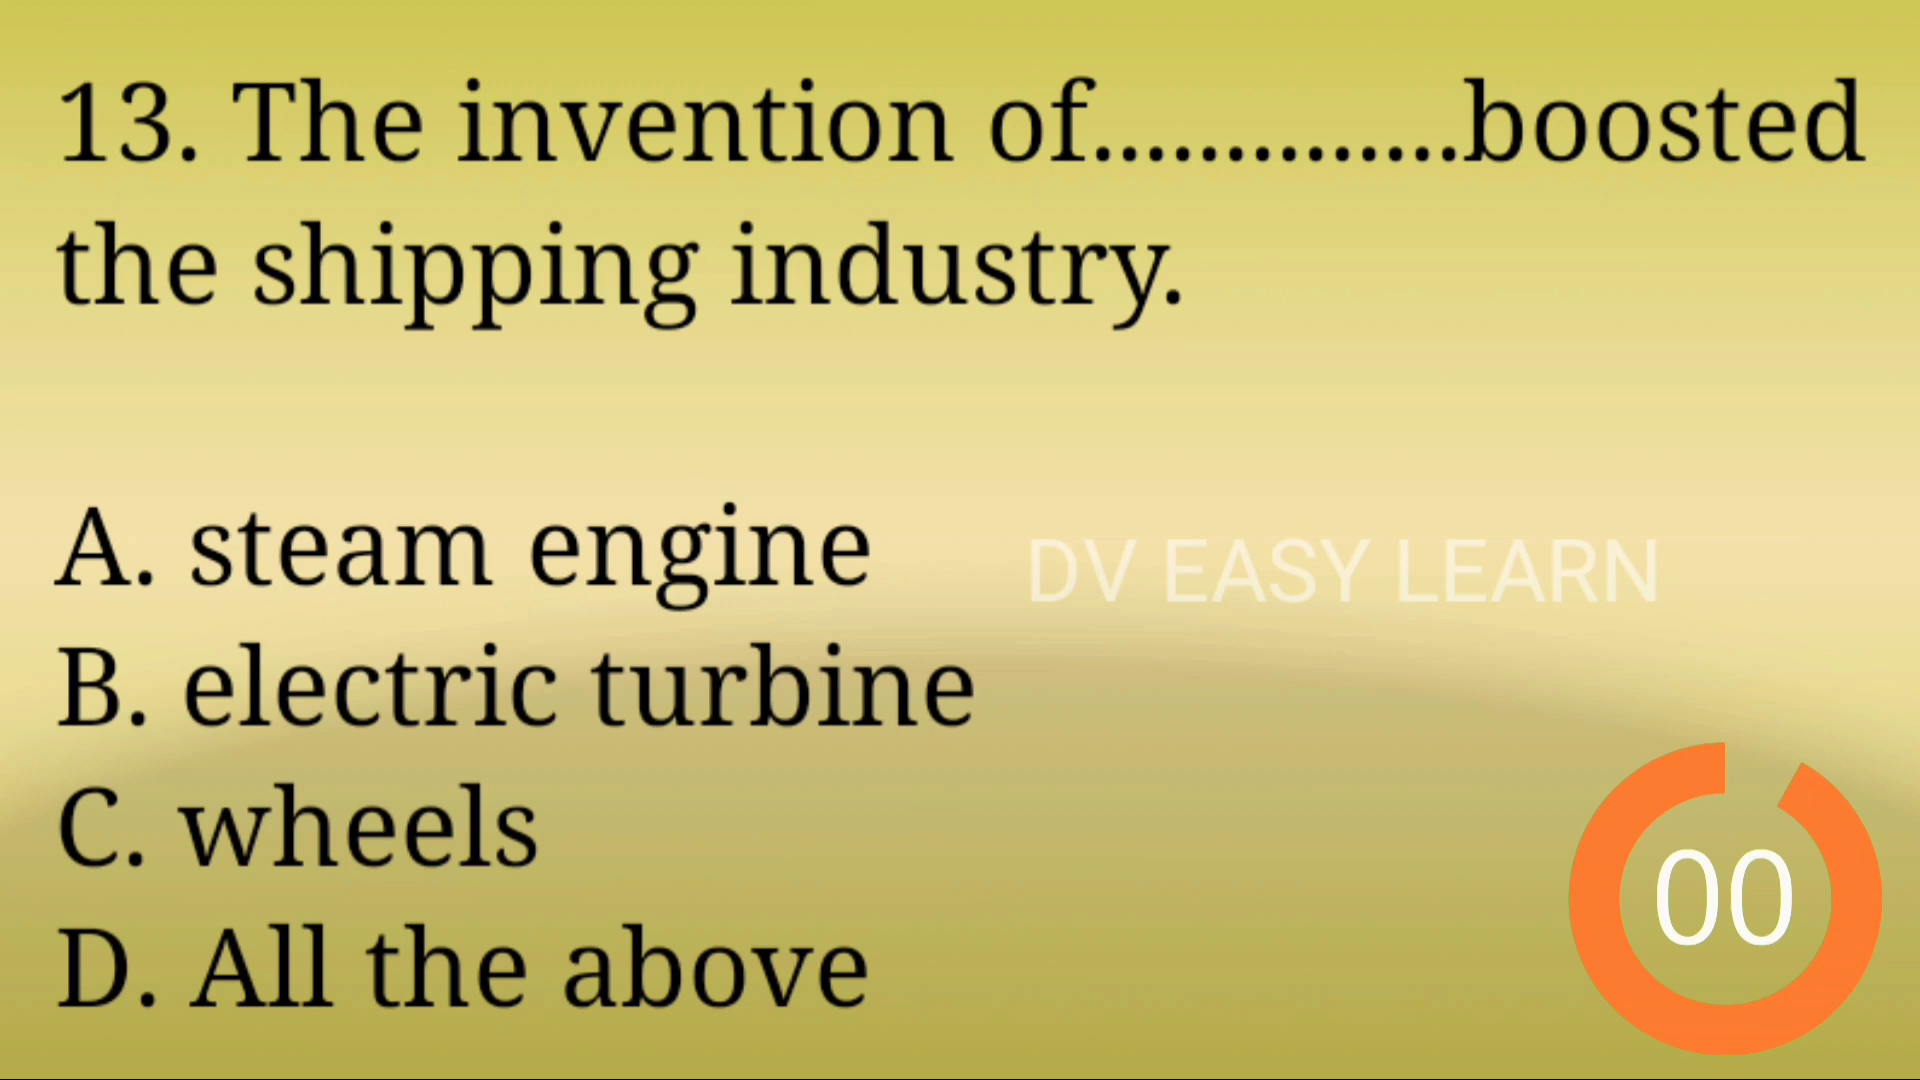 13. The invention of..............boosted
the shipping industry.
A. steam engine
DV EASY LEARN
B. electric turbine
C. wheels
D. All the above
00